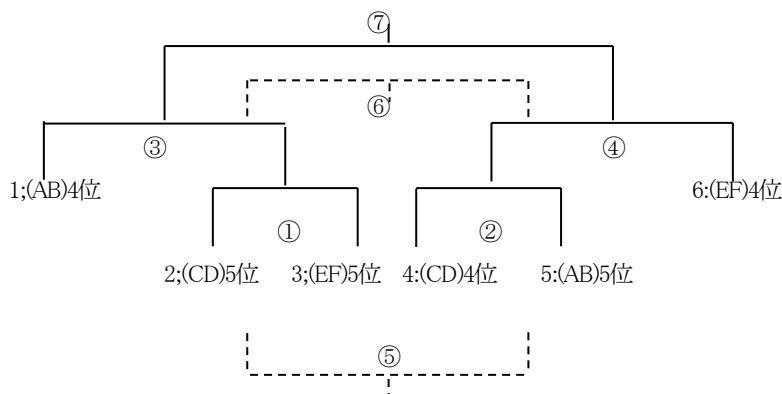 ⑦
⑥
③
④
1;(AB)4位
6:(EF)4位
①
②
2;(CD)5位
3;(EF)5位
4:(CD)4位
5:(AB)5位
⑤